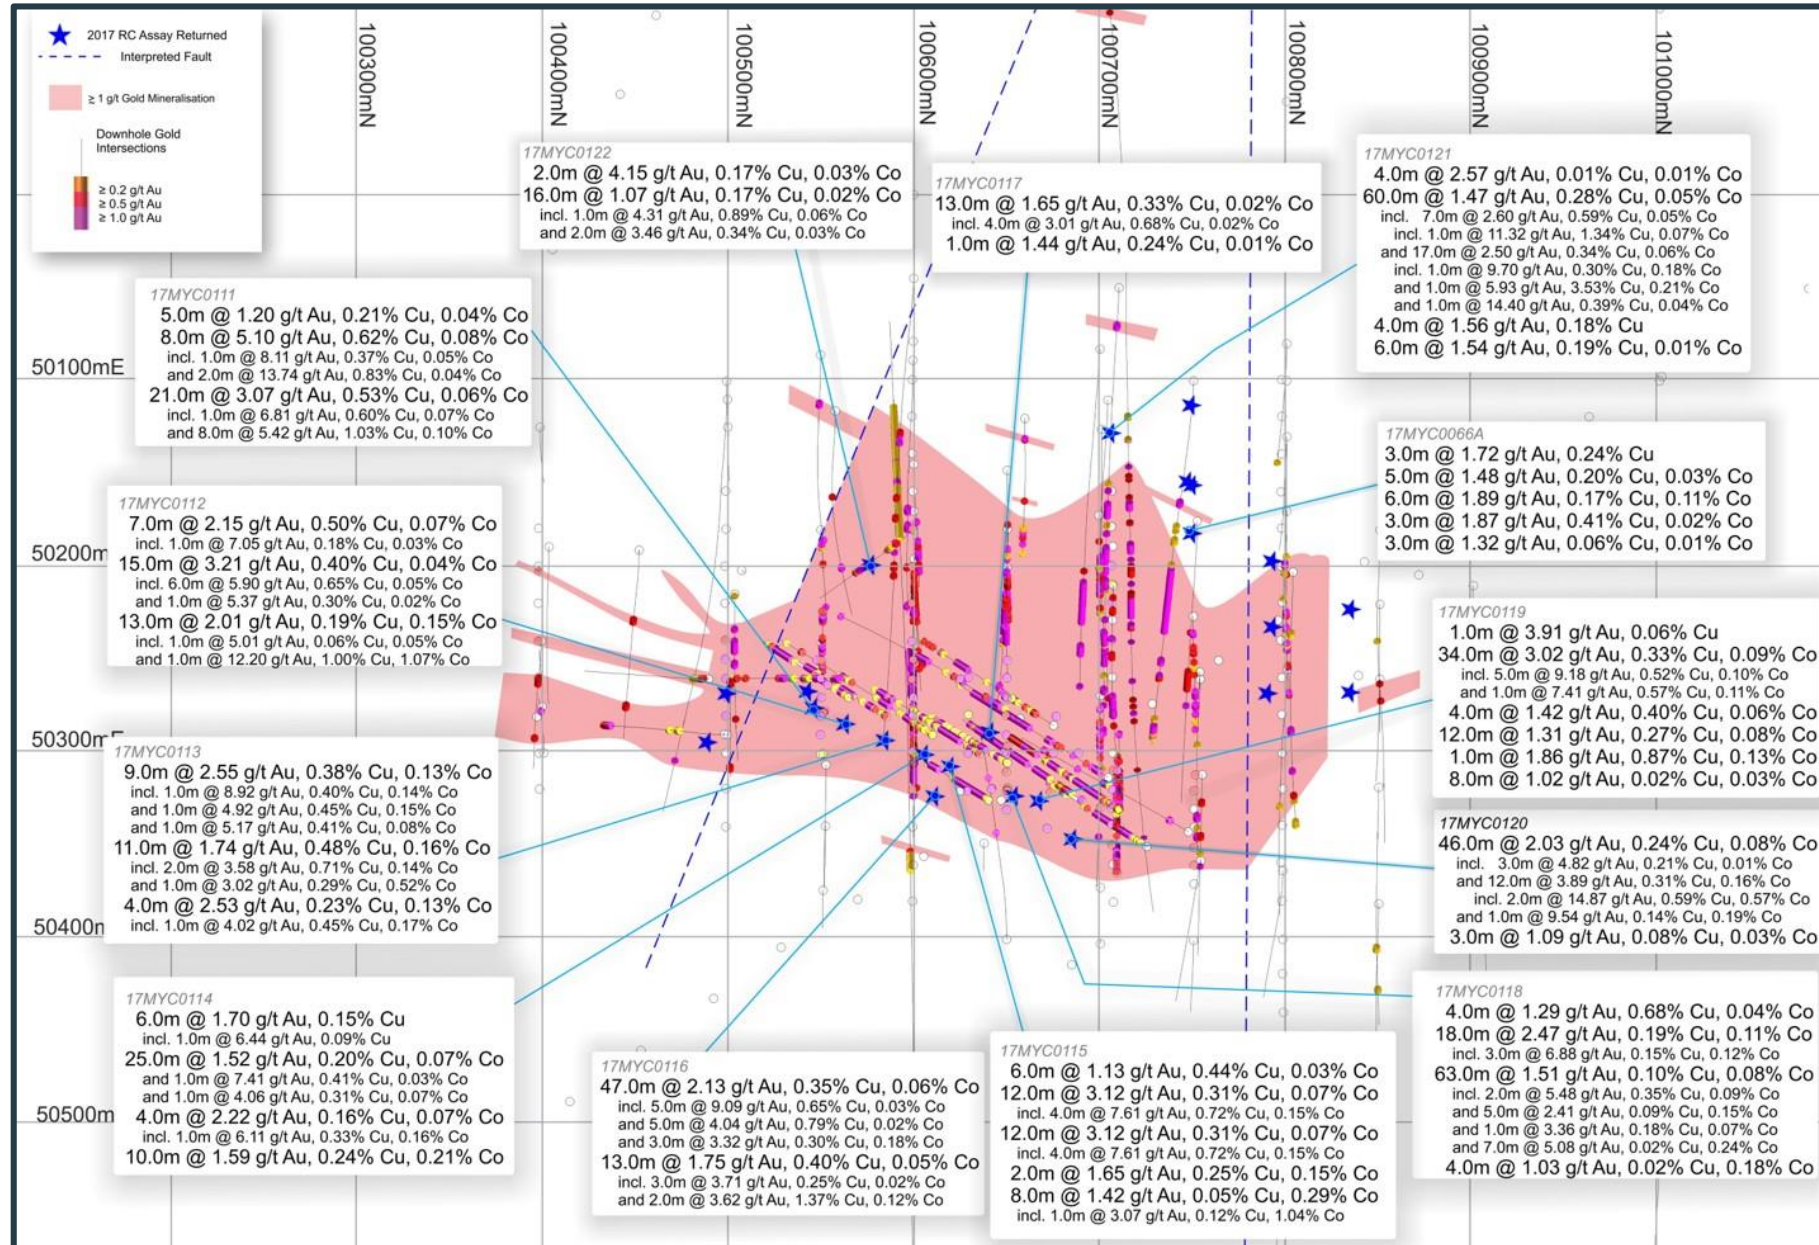 2017 RC Assay Returned
Interpreted Fault
≥ 1 g/t Gold Mineralisation
Downhole Gold
Intersections
≥ 0.2 g/t Au
≥ 0.5 g/t Au
≥ 1.0 g/t Au
100300mN
100400mN
100500mN
100600mN
100700mN
100800mN
100900mN
101000mN
50100mE
50200m
50300mE
50400m
50500m
17MYC0122
2.0m @ 4.15 g/t Au, 0.17% Cu, 0.03% Co
16.0m @ 1.07 g/t Au, 0.17% Cu, 0.02% Co
incl. 1.0m @ 4.31 g/t Au, 0.89% Cu, 0.06% Co
and 2.0m @ 3.46 g/t Au, 0.34% Cu, 0.03% Co
17MYC0117
13.0m @ 1.65 g/t Au, 0.33% Cu, 0.02% Co
incl. 4.0m @ 3.01 g/t Au, 0.68% Cu, 0.02% Co
1.0m @ 1.44 g/t Au, 0.24% Cu, 0.01% Co
17MYC0121
4.0m @ 2.57 g/t Au, 0.01% Cu, 0.01% Co
60.0m @ 1.47 g/t Au, 0.28% Cu, 0.05% Co
incl. 7.0m @ 2.60 g/t Au, 0.59% Cu, 0.05% Co
incl. 1.0m @ 11.32 g/t Au, 1.34% Cu, 0.07% Co
and 17.0m @ 2.50 g/t Au, 0.34% Cu, 0.06% Co
incl. 1.0m @ 9.70 g/t Au, 0.30% Cu, 0.18% Co
and 1.0m @ 5.93 g/t Au, 3.53% Cu, 0.21% Co
and 1.0m @ 14.40 g/t Au, 0.39% Cu, 0.04% Co
4.0m @ 1.56 g/t Au, 0.18% Cu
6.0m @ 1.54 g/t Au, 0.19% Cu, 0.01% Co
17MYC0111
5.0m @ 1.20 g/t Au, 0.21% Cu, 0.04% Co
8.0m @ 5.10 g/t Au, 0.62% Cu, 0.08% Co
incl. 1.0m @ 8.11 g/t Au, 0.37% Cu, 0.05% Co
and 2.0m @ 13.74 g/t Au, 0.83% Cu, 0.04% Co
21.0m @ 3.07 g/t Au, 0.53% Cu, 0.06% Co
incl. 1.0m @ 6.81 g/t Au, 0.60% Cu, 0.07% Co
and 8.0m @ 5.42 g/t Au, 1.03% Cu, 0.10% Co
17MYC0066A
3.0m @ 1.72 g/t Au, 0.24% Cu
5.0m @ 1.48 g/t Au, 0.20% Cu, 0.03% Co
6.0m @ 1.89 g/t Au, 0.17% Cu, 0.11% Co
3.0m @ 1.87 g/t Au, 0.41% Cu, 0.02% Co
3.0m @ 1.32 g/t Au, 0.06% Cu, 0.01% Co
17MYC0112
7.0m @ 2.15 g/t Au, 0.50% Cu, 0.07% Co
incl. 1.0m @ 7.05 g/t Au, 0.18% Cu, 0.03% Co
15.0m @ 3.21 g/t Au, 0.40% Cu, 0.04% Co
incl. 6.0m @ 5.90 g/t Au, 0.65% Cu, 0.05% Co
and 1.0m @ 5.37 g/t Au, 0.30% Cu, 0.02% Co
13.0m @ 2.01 g/t Au, 0.19% Cu, 0.15% Co
incl. 1.0m @ 5.01 g/t Au, 0.06% Cu, 0.05% Co
and 1.0m @ 12.20 g/t Au, 1.00% Cu, 1.07% Co
17MYC0119
1.0m @ 3.91 g/t Au, 0.06% Cu
34.0m @ 3.02 g/t Au, 0.33% Cu, 0.09% Co
incl. 5.0m @ 9.18 g/t Au, 0.52% Cu, 0.10% Co
and 1.0m @ 7.41 g/t Au, 0.57% Cu, 0.11% Co
4.0m @ 1.42 g/t Au, 0.40% Cu, 0.06% Co
12.0m @ 1.31 g/t Au, 0.27% Cu, 0.08% Co
1.0m @ 1.86 g/t Au, 0.87% Cu, 0.13% Co
8.0m @ 1.02 g/t Au, 0.02% Cu, 0.03% Co
17MYC0113
9.0m @ 2.55 g/t Au, 0.38% Cu, 0.13% Co
incl. 1.0m @ 8.92 g/t Au, 0.40% Cu, 0.14% Co
and 1.0m @ 4.92 g/t Au, 0.45% Cu, 0.15% Co
and 1.0m @ 5.17 g/t Au, 0.41% Cu, 0.08% Co
11.0m @ 1.74 g/t Au, 0.48% Cu, 0.16% Co
incl. 2.0m @ 3.58 g/t Au, 0.71% Cu, 0.14% Co
and 1.0m @ 3.02 g/t Au, 0.29% Cu, 0.52% Co
4.0m @ 2.53 g/t Au, 0.23% Cu, 0.13% Co
incl. 1.0m @ 4.02 g/t Au, 0.45% Cu, 0.17% Co
17MYC0120
46.0m @ 2.03 g/t Au, 0.24% Cu, 0.08% Co
incl. 3.0m @ 4.82 g/t Au, 0.21% Cu, 0.01% Co
and 12.0m @ 3.89 g/t Au, 0.31% Cu, 0.16% Co
incl. 2.0m @ 14.87 g/t Au, 0.59% Cu, 0.57% Co
and 1.0m @ 9.54 g/t Au, 0.14% Cu, 0.19% Co
3.0m @ 1.09 g/t Au, 0.08% Cu, 0.03% Co
17MYC0114
6.0m @ 1.70 g/t Au, 0.15% Cu
incl. 1.0m @ 6.44 g/t Au, 0.09% Cu
25.0m @ 1.52 g/t Au, 0.20% Cu, 0.07% Co
and 1.0m @ 7.41 g/t Au, 0.41% Cu, 0.03% Co
and 1.0m @ 4.06 g/t Au, 0.31% Cu, 0.07% Co
4.0m @ 2.22 g/t Au, 0.16% Cu, 0.07% Co
incl. 1.0m @ 6.11 g/t Au, 0.33% Cu, 0.16% Co
10.0m @ 1.59 g/t Au, 0.24% Cu, 0.21% Co
17MYC0116
47.0m @ 2.13 g/t Au, 0.35% Cu, 0.06% Co
incl. 5.0m @ 9.09 g/t Au, 0.65% Cu, 0.03% Co
and 5.0m @ 4.04 g/t Au, 0.79% Cu, 0.02% Co
and 3.0m @ 3.32 g/t Au, 0.30% Cu, 0.18% Co
13.0m @ 1.75 g/t Au, 0.40% Cu, 0.05% Co
incl. 3.0m @ 3.71 g/t Au, 0.25% Cu, 0.02% Co
and 2.0m @ 3.62 g/t Au, 1.37% Cu, 0.12% Co
17MYC0115
6.0m @ 1.13 g/t Au, 0.44% Cu, 0.03% Co
12.0m @ 3.12 g/t Au, 0.31% Cu, 0.07% Co
incl. 4.0m @ 7.61 g/t Au, 0.72% Cu, 0.15% Co
12.0m @ 3.12 g/t Au, 0.31% Cu, 0.07% Co
incl. 4.0m @ 7.61 g/t Au, 0.72% Cu, 0.15% Co
2.0m @ 1.65 g/t Au, 0.25% Cu, 0.15% Co
8.0m @ 1.42 g/t Au, 0.05% Cu, 0.29% Co
incl. 1.0m @ 3.07 g/t Au, 0.12% Cu, 1.04% Co
17MYC0118
4.0m @ 1.29 g/t Au, 0.68% Cu, 0.04% Co
18.0m @ 2.47 g/t Au, 0.19% Cu, 0.11% Co
incl. 3.0m @ 6.88 g/t Au, 0.15% Cu, 0.12% Co
63.0m @ 1.51 g/t Au, 0.10% Cu, 0.08% Co
incl. 2.0m @ 5.48 g/t Au, 0.35% Cu, 0.09% Co
and 5.0m @ 2.41 g/t Au, 0.09% Cu, 0.15% Co
and 1.0m @ 3.36 g/t Au, 0.18% Cu, 0.07% Co
and 7.0m @ 5.08 g/t Au, 0.02% Cu, 0.24% Co
4.0m @ 1.03 g/t Au, 0.02% Cu, 0.18% Co